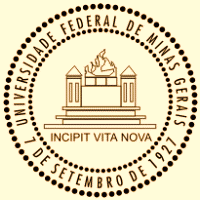 UNIVERSIDADE FEDERAL DE MINAS GERAIS
INCIPIT VITA NOVA
7 DE SETEMBRO DE 1927